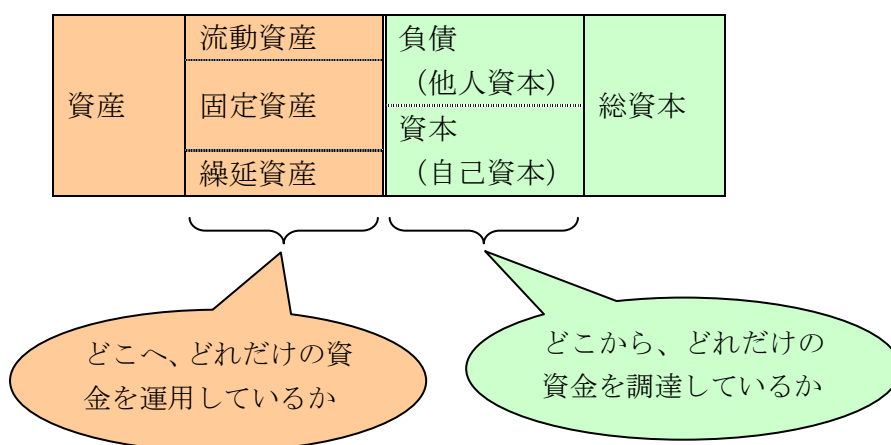 資産
流動資産
固定資産
繰延資産
負債
（他人資本）
資本
（自己資本）
総資本
どこへ、どれだけの資
金を運用しているか
どこから、どれだけの
資金を調達しているか